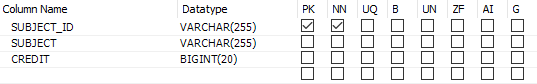 Column Name Datatype PK NN UQ B UN ZF AI G
SUBJECT_ID VARCHAR(255)
SUBJECT VARCHAR(255)
CREDIT BIGINT(20)